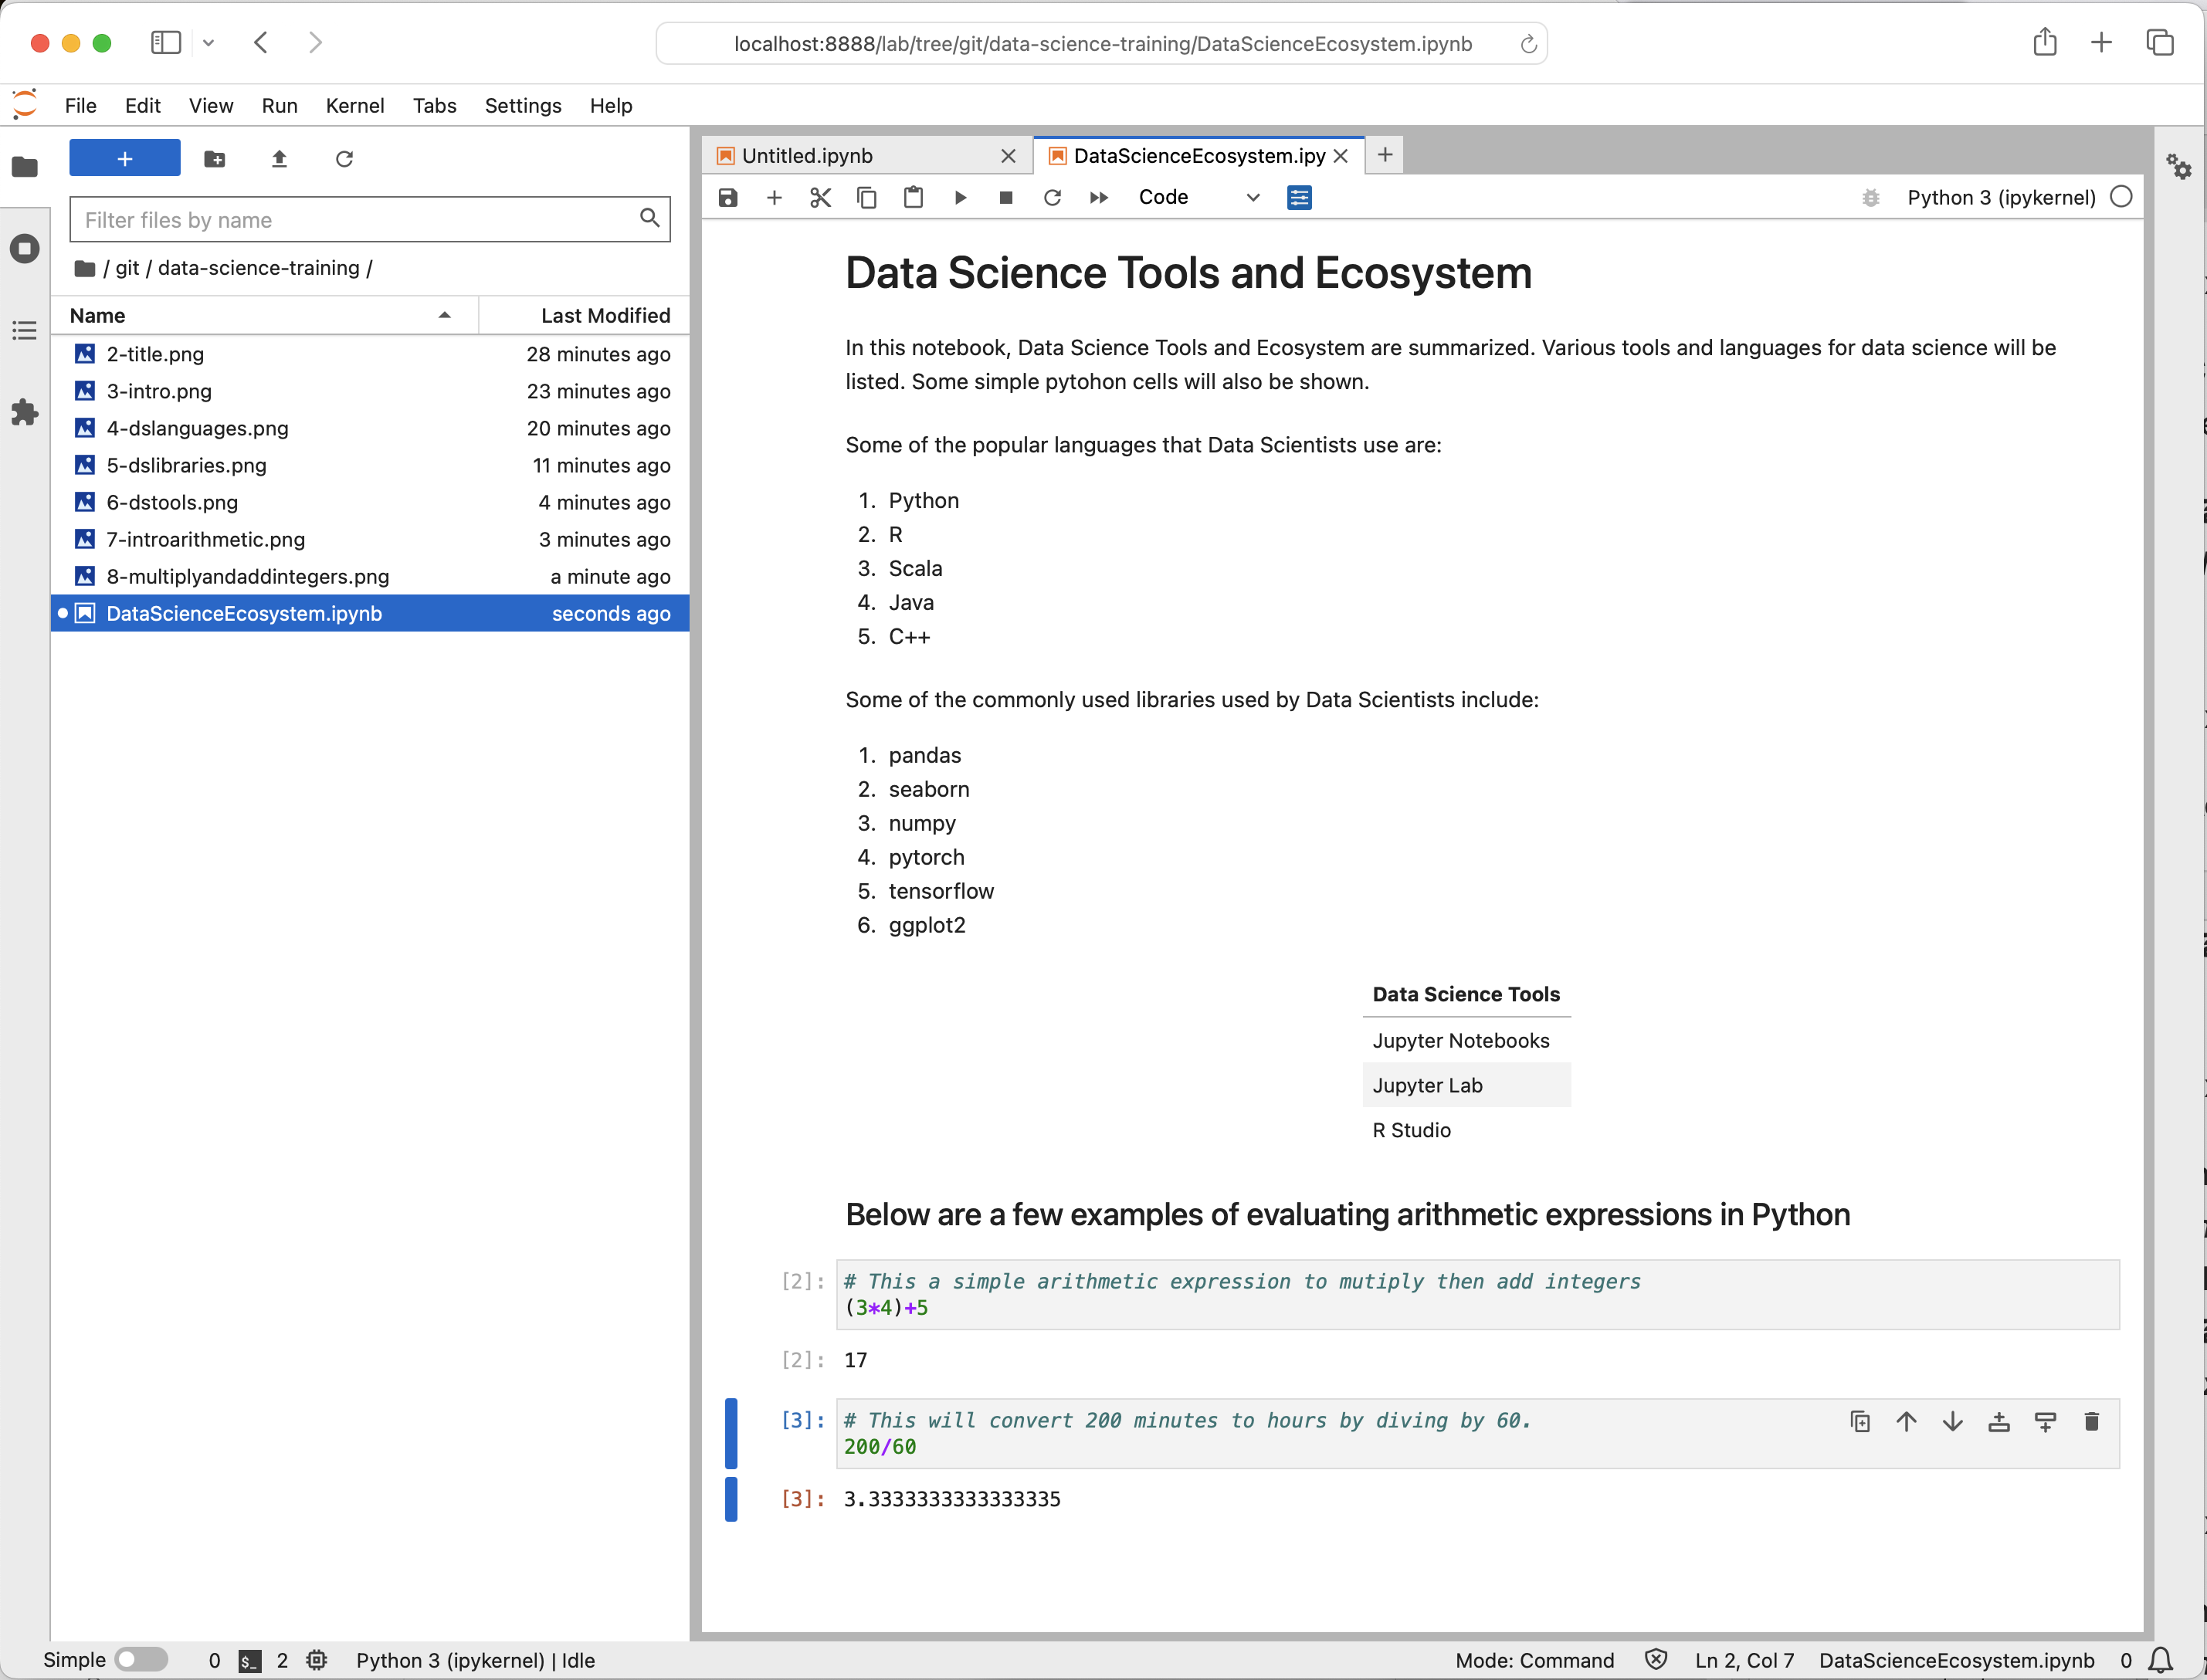 localhost:8888/lab/tree/git/data-science-training/DataScienceEcosystem.ipynb
File Edit View Run Kernel Tabs Settings Help
Filter files by name
/ git / data-science-training /
Name Last Modified
2-title.png 28 minutes ago
3-intro.png 23 minutes ago
4-dslanguages.png 20 minutes ago
5-dslibraries.png 11 minutes ago
6-dstools.png 4 minutes ago
7-introarithmetic.png 3 minutes ago
8-multiplyandaddintegers.png a minute ago
DataScienceEcosystem.ipynb seconds ago
Untitled.ipynb DataScienceEcosystem.ipy
Code Python 3 (ipykernel)
Data Science Tools and Ecosystem
In this notebook, Data Science Tools and Ecosystem are summarized. Various tools and languages for data science will be
listed. Some simple pytohon cells will also be shown.
Some of the popular languages that Data Scientists use are:
1. Python
2. R
3. Scala
4. Java
5. C++
Some of the commonly used libraries used by Data Scientists include:
1. pandas
2. seaborn
3. numpy
4. pytorch
5. tensorflow
6. ggplot2
Data Science Tools
Jupyter Notebooks
Jupyter Lab
R Studio
Below are a few examples of evaluating arithmetic expressions in Python
[2]: # This a simple arithmetic expression to mutiply then add integers
(3*4)+5
[2]: 17
[3]: # This will convert 200 minutes to hours by diving by 60.
200/60
[3]: 3.3333333333333335
Simple 0 $_ 2 Python 3 (ipykernel) | Idle Mode: Command Ln 2, Col 7 DataScienceEcosystem.ipynb 0